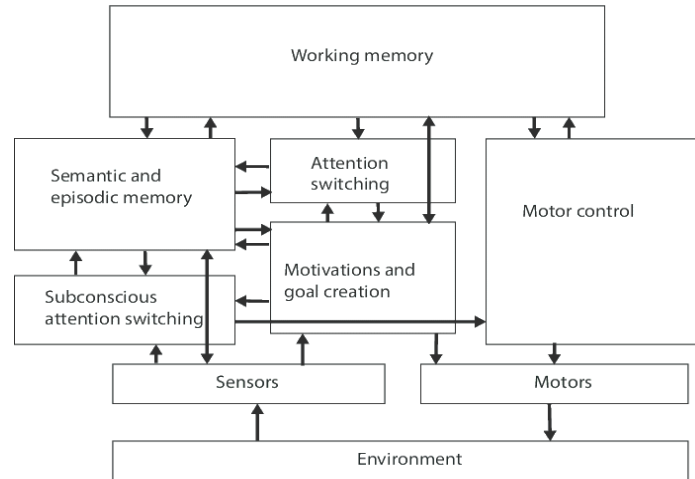 Working memory
Semantic and
episodic memory
Attention
switching
Motor control
Motivations and
goal creation
Subconscious
attention switching
Sensors
Motors
Environment